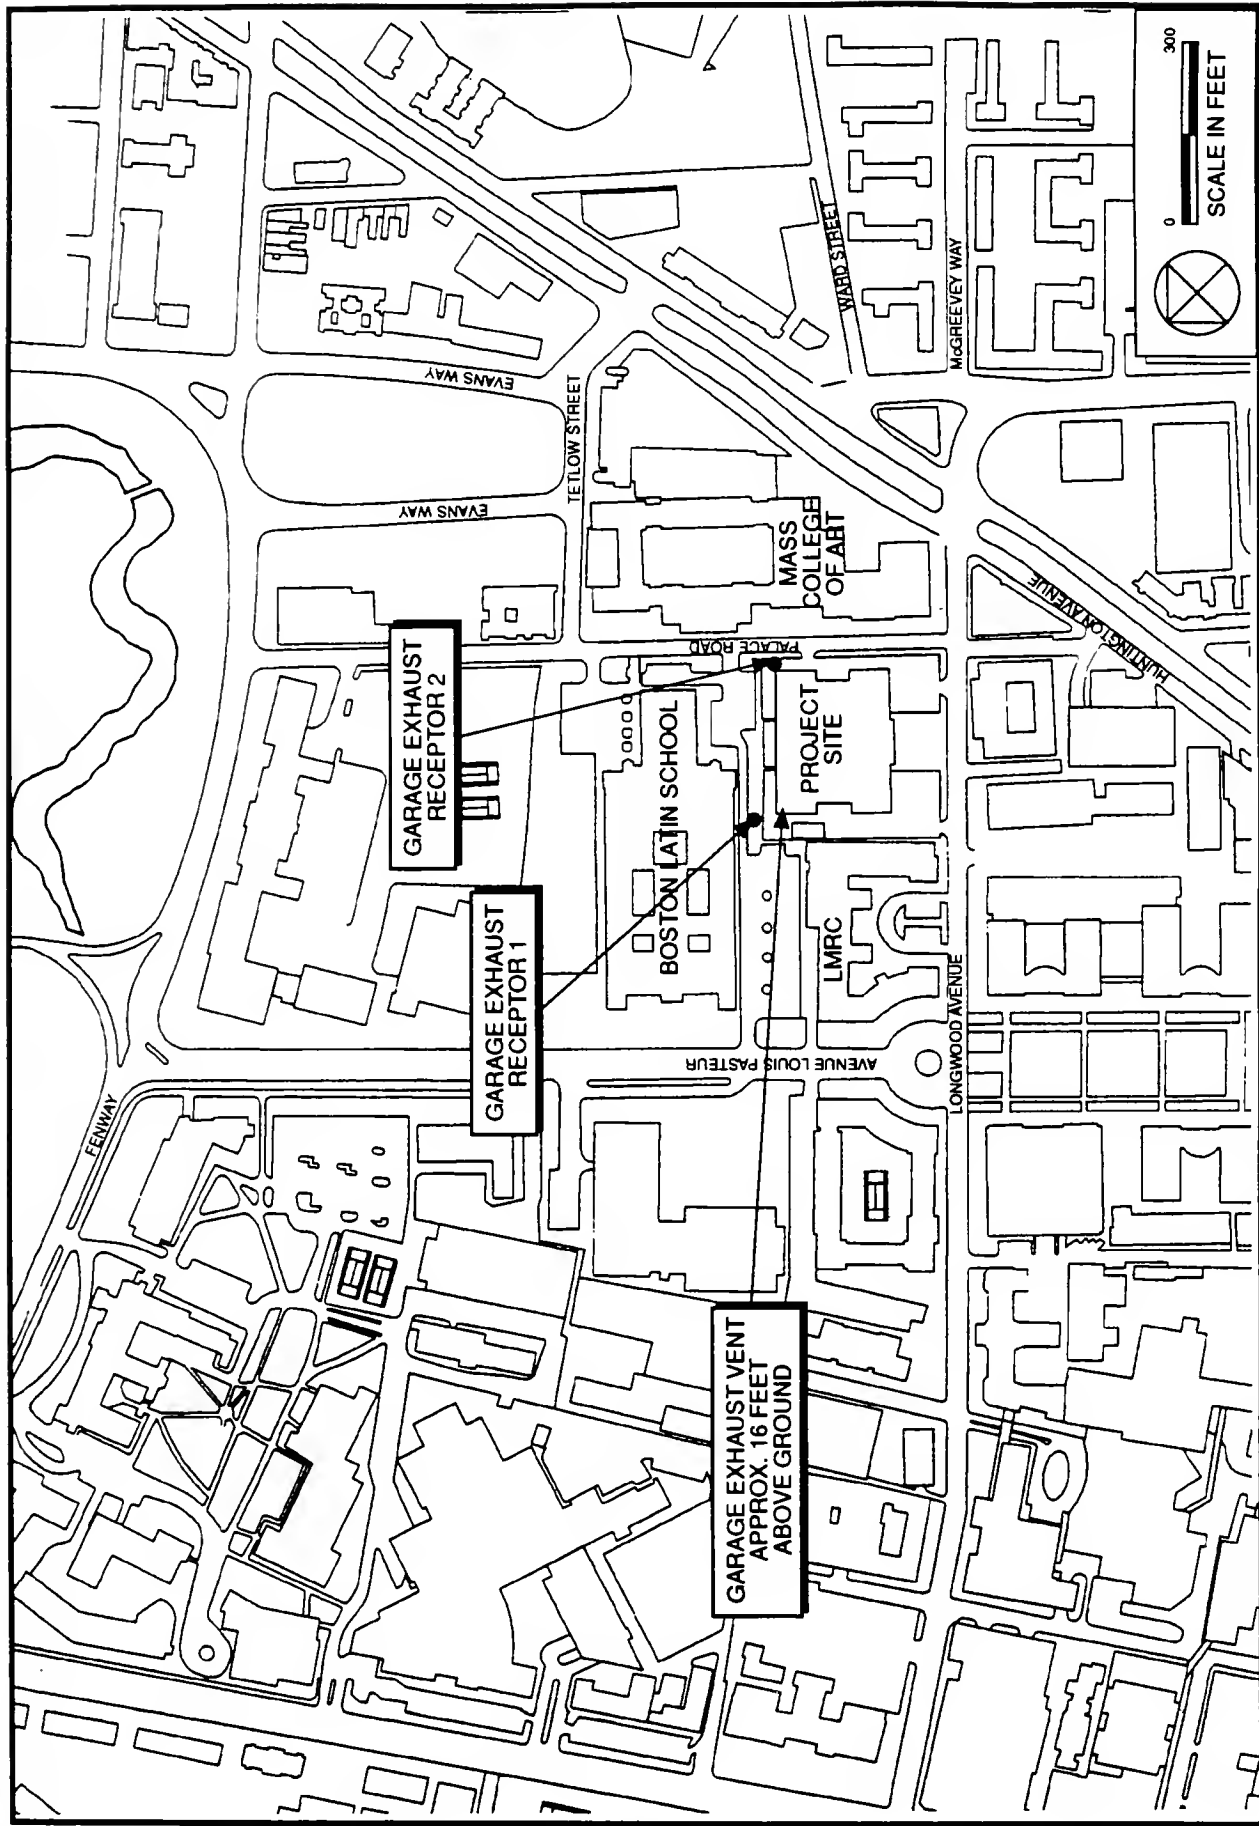 FENWAY
EVANS WAY
EVANS WAY
TETLOW STREET
GARAGE EXHAUST
RECEPTOR 2
GARAGE EXHAUST
RECEPTOR 1
BOSTON LATIN SCHOOL
PALACE ROAD
MASS
COLLEGE
OF ART
PROJECT
SITE
LMRC
AVENUE LOUIS PASTEUR
LONGWOOD AVENUE
HUNTINGTON AVENUE
WARD STREET
McGREEVEY WAY
GARAGE EXHAUST VENT
APPROX. 16 FEET
ABOVE GROUND
0 300
SCALE IN FEET